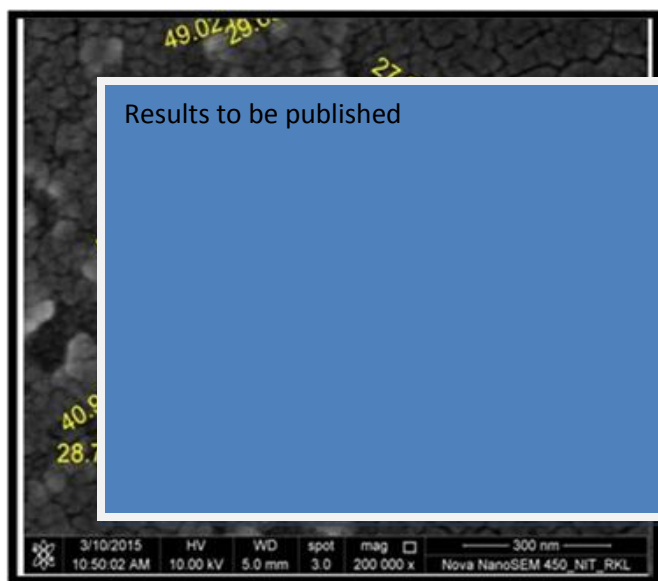 49.02
Results to be published
3/10/2015 HV WD spot mag 300 nm
10:50:02 AM 10.00 kV 5.0 mm 3.0 200 000 x Nova NanoSEM 450_NIT_RKL